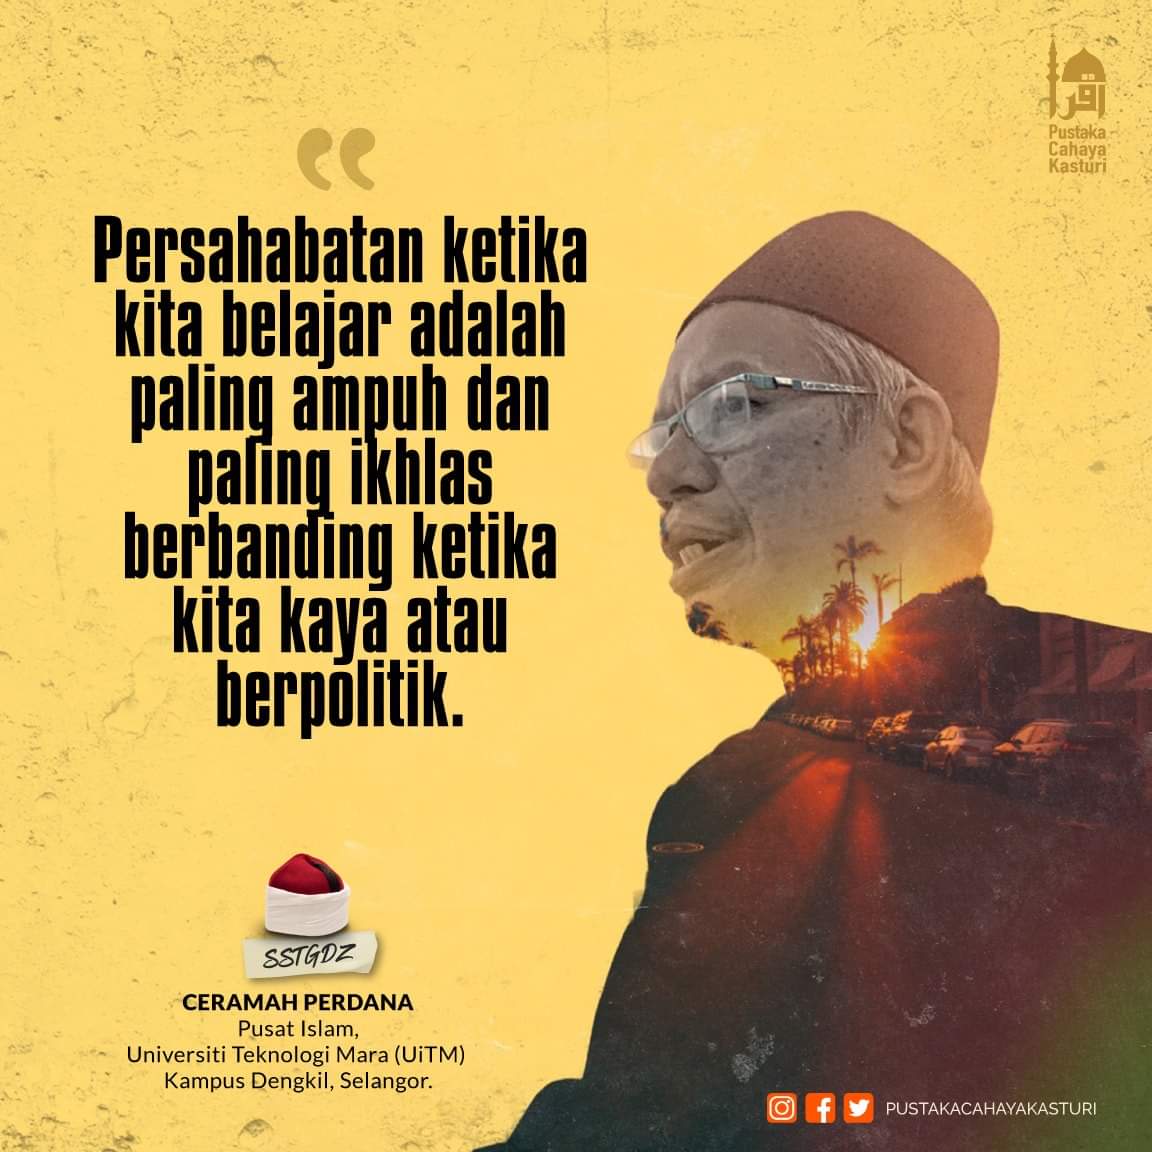 اقرأ
Pustaka
Cahaya
Kasturi
Persahabatan ketika
kita belajar adalah
paling ampuh dan
paling ikhlas
berbanding ketika
kita kaya atau
berpolitik.
SSTGDZ
CERAMAH PERDANA
Pusat Islam,
Universiti Teknologi Mara (UiTM)
Kampus Dengkil, Selangor.
PUSTAKACAHAYAKASTURI